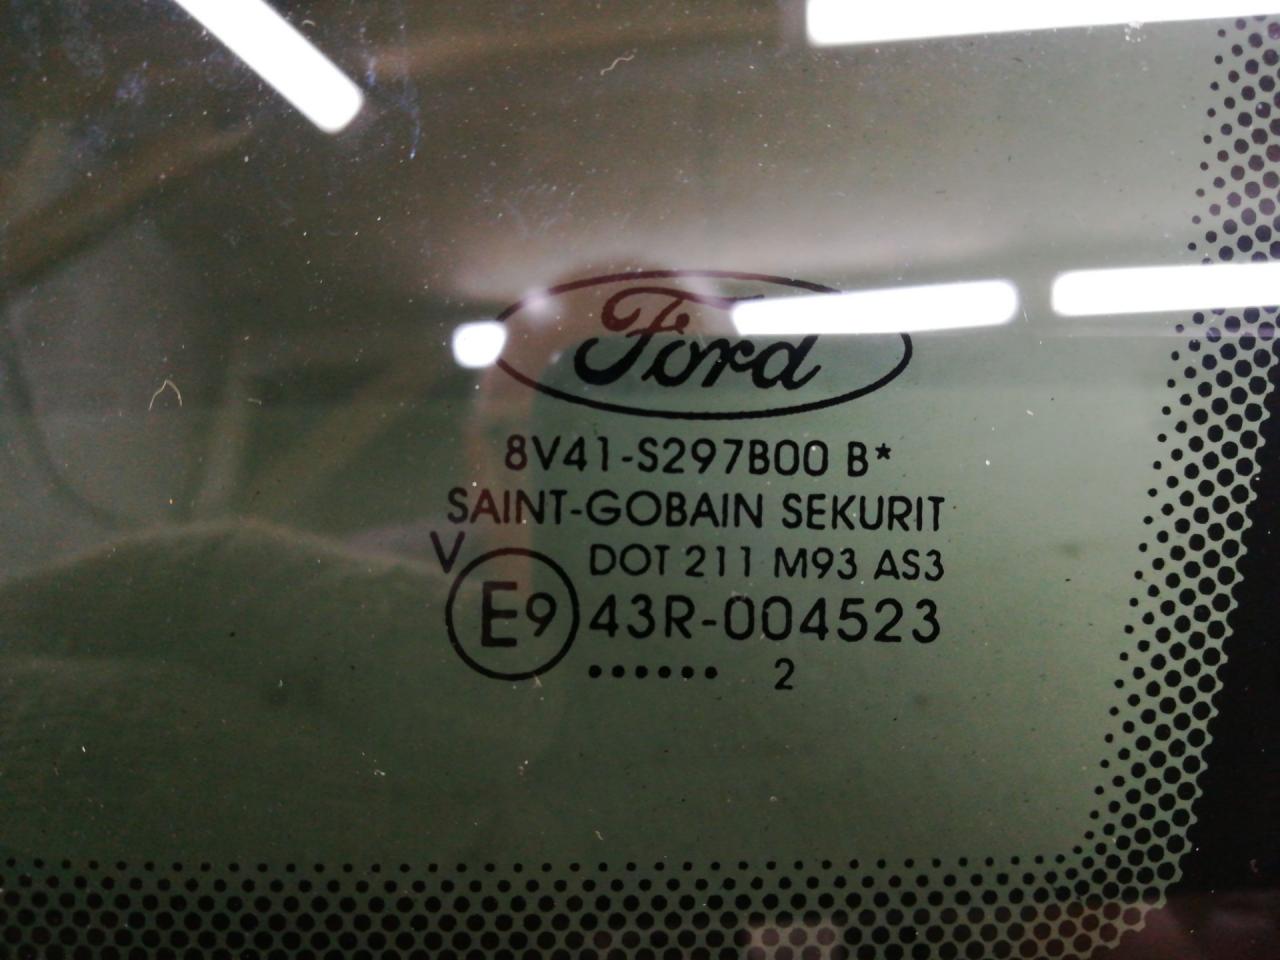 Ford
8V41-S297B00 B*
SAINT-GOBAIN SEKURIT
V
DOT 211 M93 AS3
E9 43R-004523
...... 2